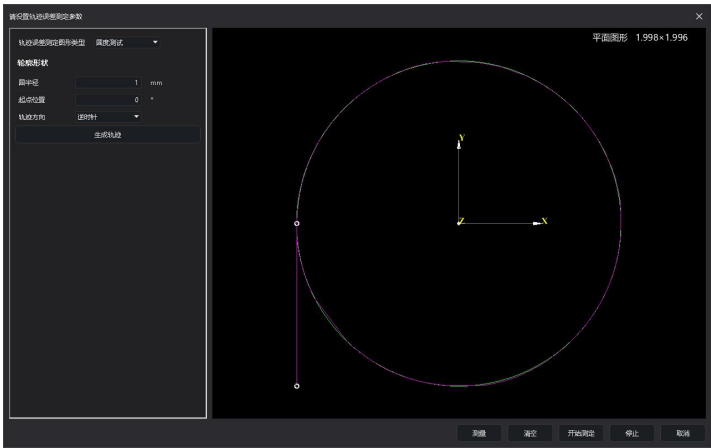 请设置轨迹误差测定参数
轨迹误差测定图形类型 圆度测试
轮廓形状
圆半径 1 mm
起点位置 0 °
轨迹方向 逆时针
生成轨迹
平面图形 1.998×1.996
Y
Z X
测量 清空 开始测定 停止 取消